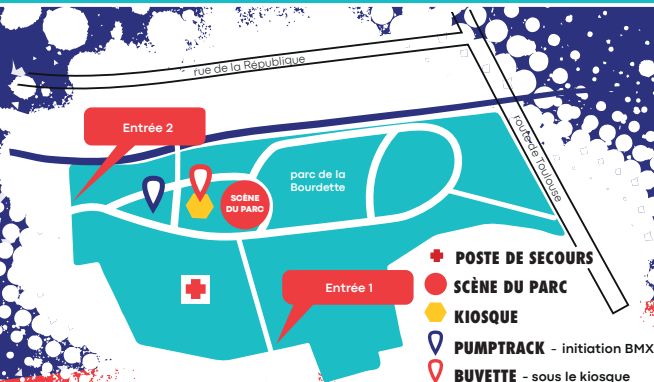 rue de la République
Entrée 2
route de Toulouse
parc de la
Bourdette
SCÈNE
DU PARC
Entrée 1
POSTE DE SECOURS
SCÈNE DU PARC
KIOSQUE
PUMPTRACK - initiation BMX
BUVETTE - sous le kiosque